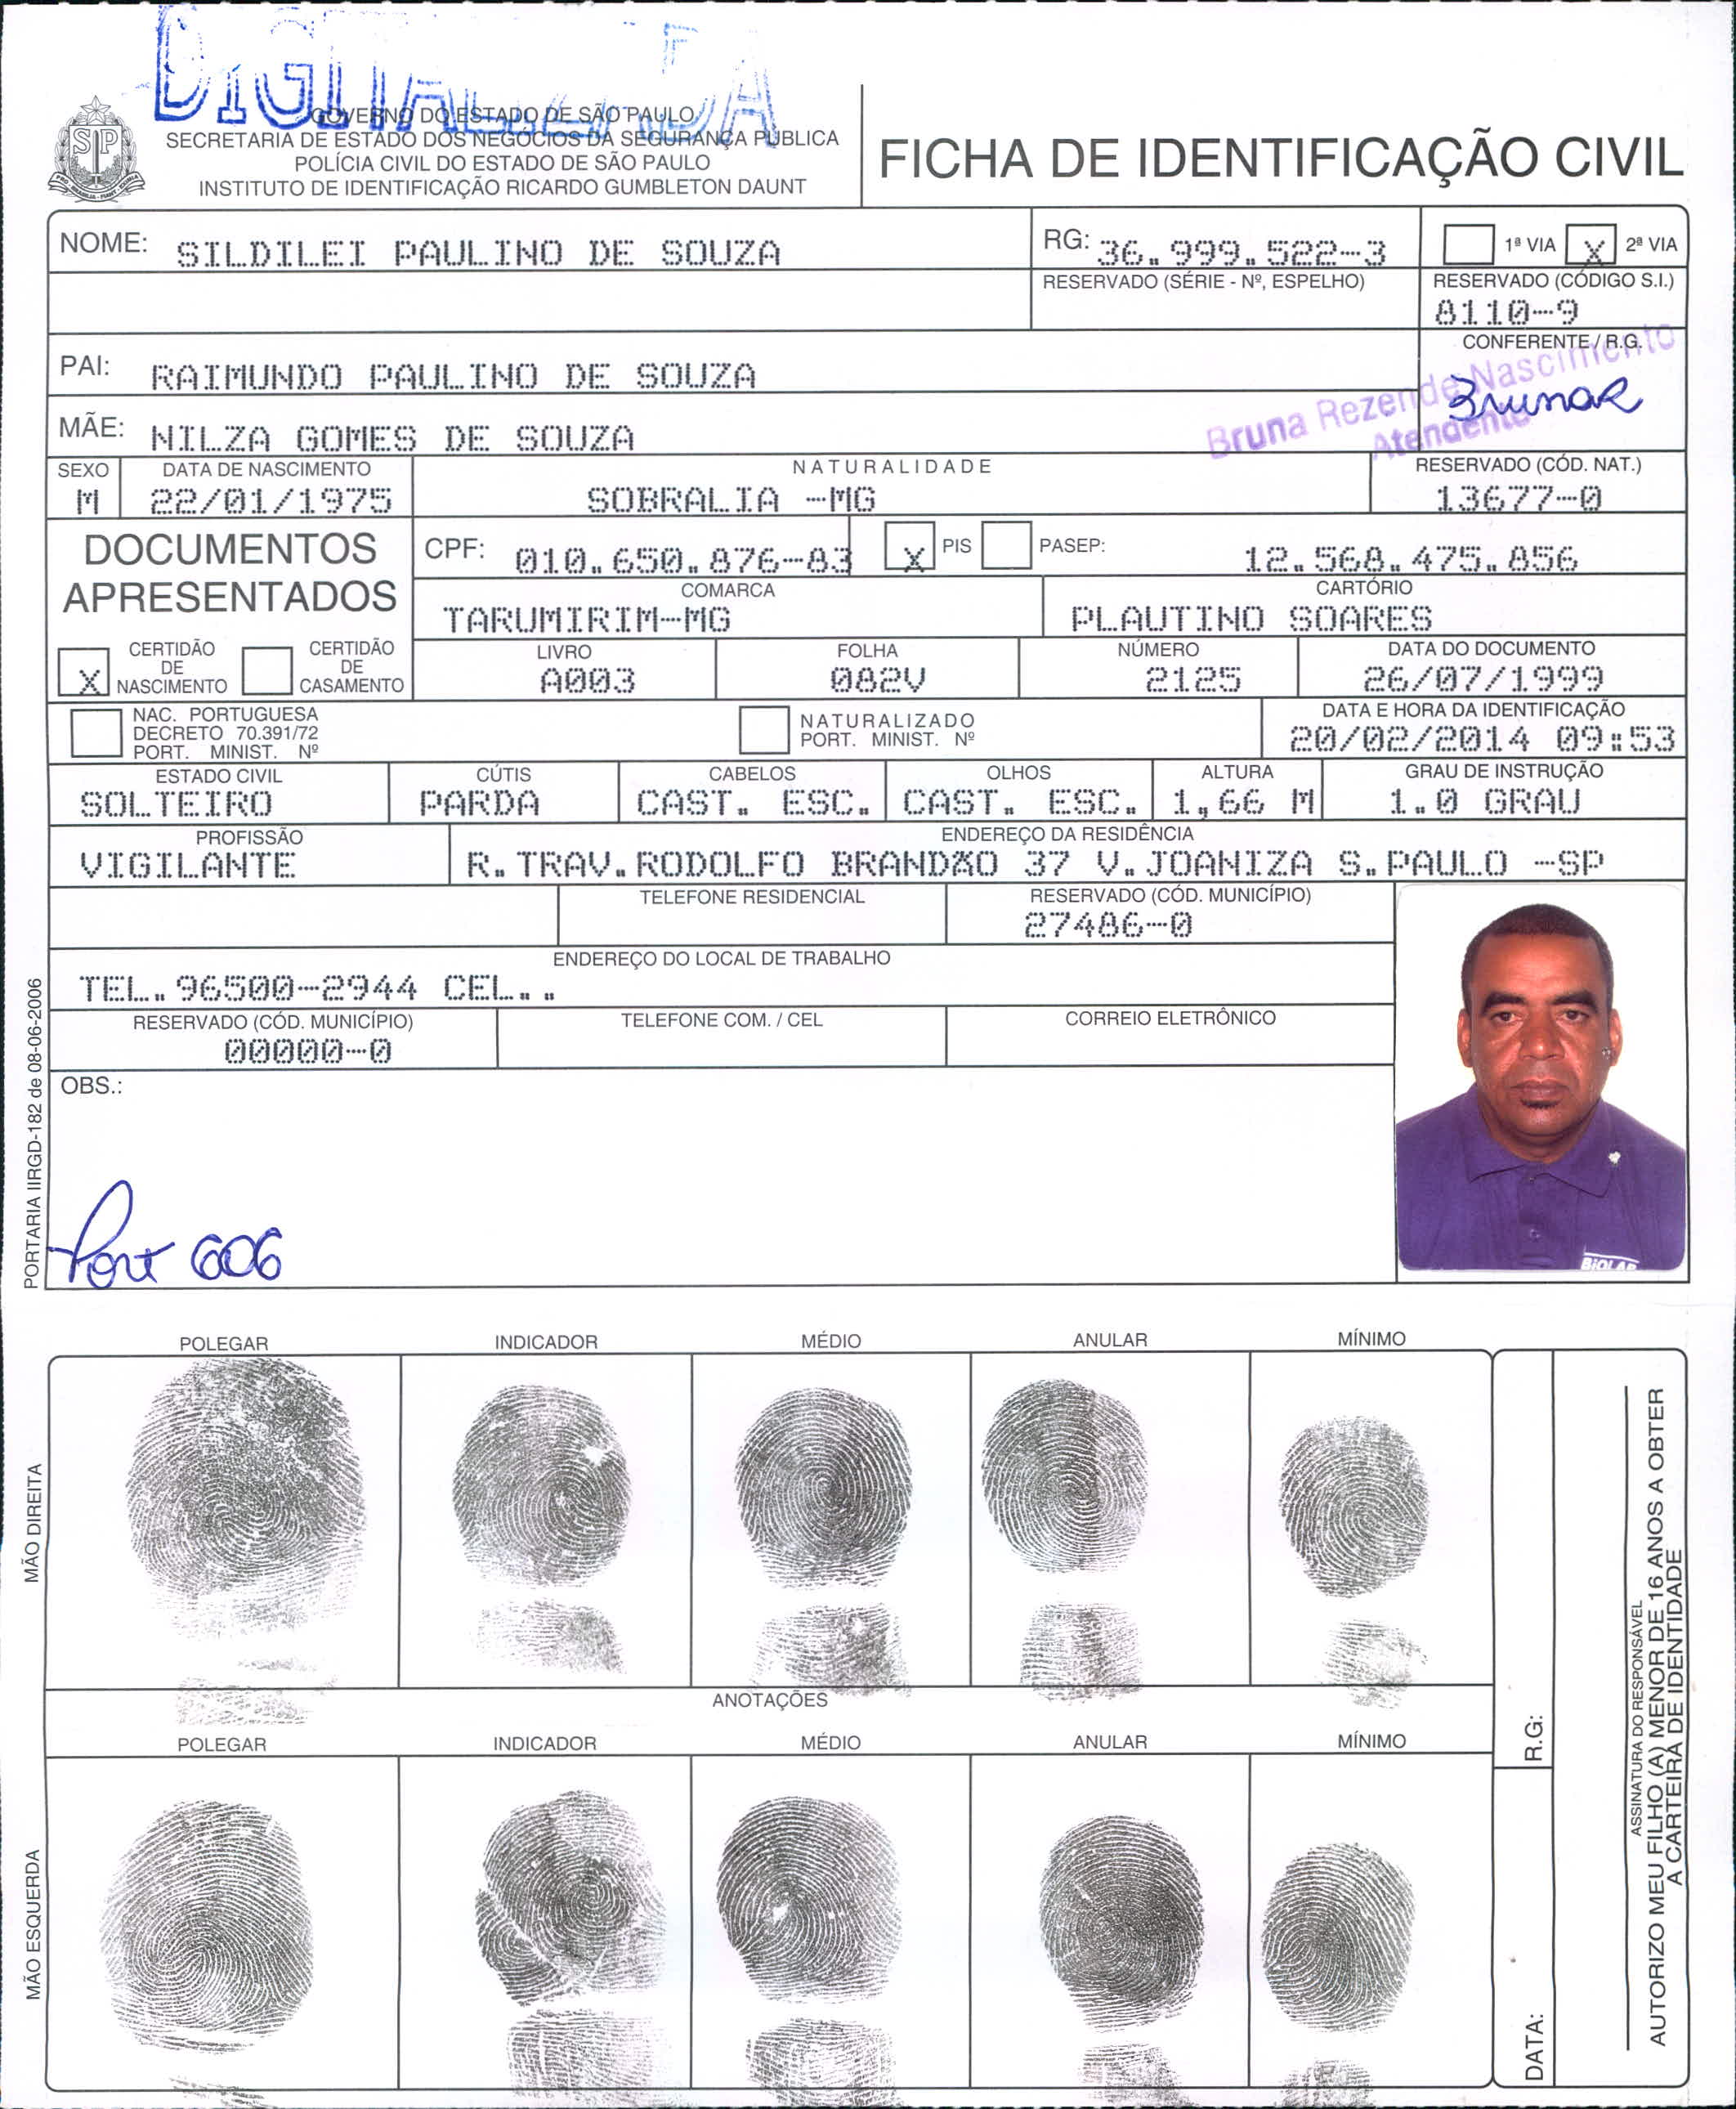 DIGITALIZADA
GOVERNO DO ESTADO DE SÃO PAULO
SECRETARIA DE ESTADO DOS NEGÓCIOS DA SEGURANÇA PÚBLICA
POLÍCIA CIVIL DO ESTADO DE SÃO PAULO
INSTITUTO DE IDENTIFICAÇÃO RICARDO GUMBLETON DAUNT
FICHA DE IDENTIFICAÇÃO CIVIL
NOME: SILDILEI PAULINO DE SOUZA
RG: 36.999.522-3
1ª VIA X 2ª VIA
RESERVADO (SÉRIE - Nº, ESPELHO)
RESERVADO (CÓDIGO S.I.)
8110-9
PAI: RAIMUNDO PAULINO DE SOUZA
CONFERENTE / R.G.
Bruna Rezende Nascimento
Atendente
MÃE: NILZA GOMES DE SOUZA
SEXO DATA DE NASCIMENTO NATURALIDADE RESERVADO (CÓD. NAT.)
M 22/01/1975 SOBRALIA -MG 13677-0
DOCUMENTOS
APRESENTADOS
CPF: 010.650.876-83 X PIS PASEP: 12.568.475.856
COMARCA CARTÓRIO
TARUMIRIM-MG PLAUTINO SOARES
X CERTIDÃO DE NASCIMENTO CERTIDÃO DE CASAMENTO
LIVRO FOLHA NÚMERO DATA DO DOCUMENTO
A003 082V 2125 26/07/1999
NAC. PORTUGUESA
DECRETO 70.391/72
PORT. MINIST. Nº
NATURALIZADO
PORT. MINIST. Nº
DATA E HORA DA IDENTIFICAÇÃO
20/02/2014 09:53
ESTADO CIVIL CÚTIS CABELOS OLHOS ALTURA GRAU DE INSTRUÇÃO
SOLTEIRO PARDA CAST. ESC. CAST. ESC. 1,66 M 1.0 GRAU
PROFISSÃO ENDEREÇO DA RESIDÊNCIA
VIGILANTE R.TRAV.RODOLFO BRANDÃO 37 V.JOANIZA S.PAULO -SP
TELEFONE RESIDENCIAL RESERVADO (CÓD. MUNICÍPIO)
27486-0
ENDEREÇO DO LOCAL DE TRABALHO
TEL.96500-2944 CEL..
RESERVADO (CÓD. MUNICÍPIO) TELEFONE COM. / CEL CORREIO ELETRÔNICO
00000-0
OBS.:
Port 606
BIOLAB
PORTARIA IIRGD-182 de 08-06-2006
POLEGAR INDICADOR MÉDIO ANULAR MÍNIMO
MÃO DIREITA
ANOTAÇÕES
POLEGAR INDICADOR MÉDIO ANULAR MÍNIMO
MÃO ESQUERDA
R.G:
DATA:
ASSINATURA DO RESPONSÁVEL
AUTORIZO MEU FILHO (A) MENOR DE 16 ANOS A OBTER
A CARTEIRA DE IDENTIDADE